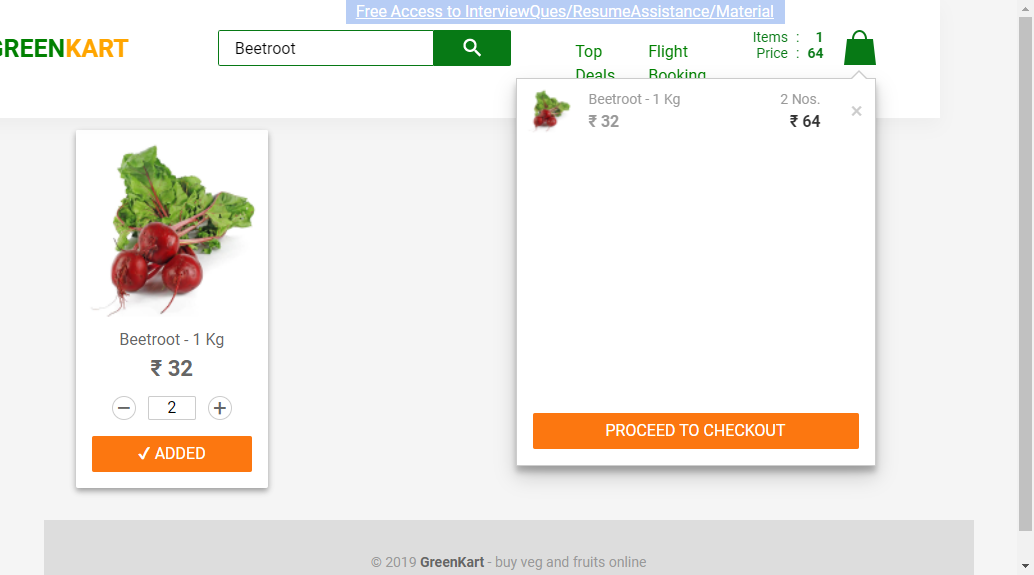 Free Access to InterviewQues/ResumeAssistance/Material
GREENKART
Beetroot
Top
Deals
Flight
Booking
Items : 1
Price : 64
Beetroot - 1 Kg
₹ 32
2 Nos.
₹ 64
×
PROCEED TO CHECKOUT
Beetroot - 1 Kg
₹ 32
2
✓ ADDED
© 2019 GreenKart - buy veg and fruits online